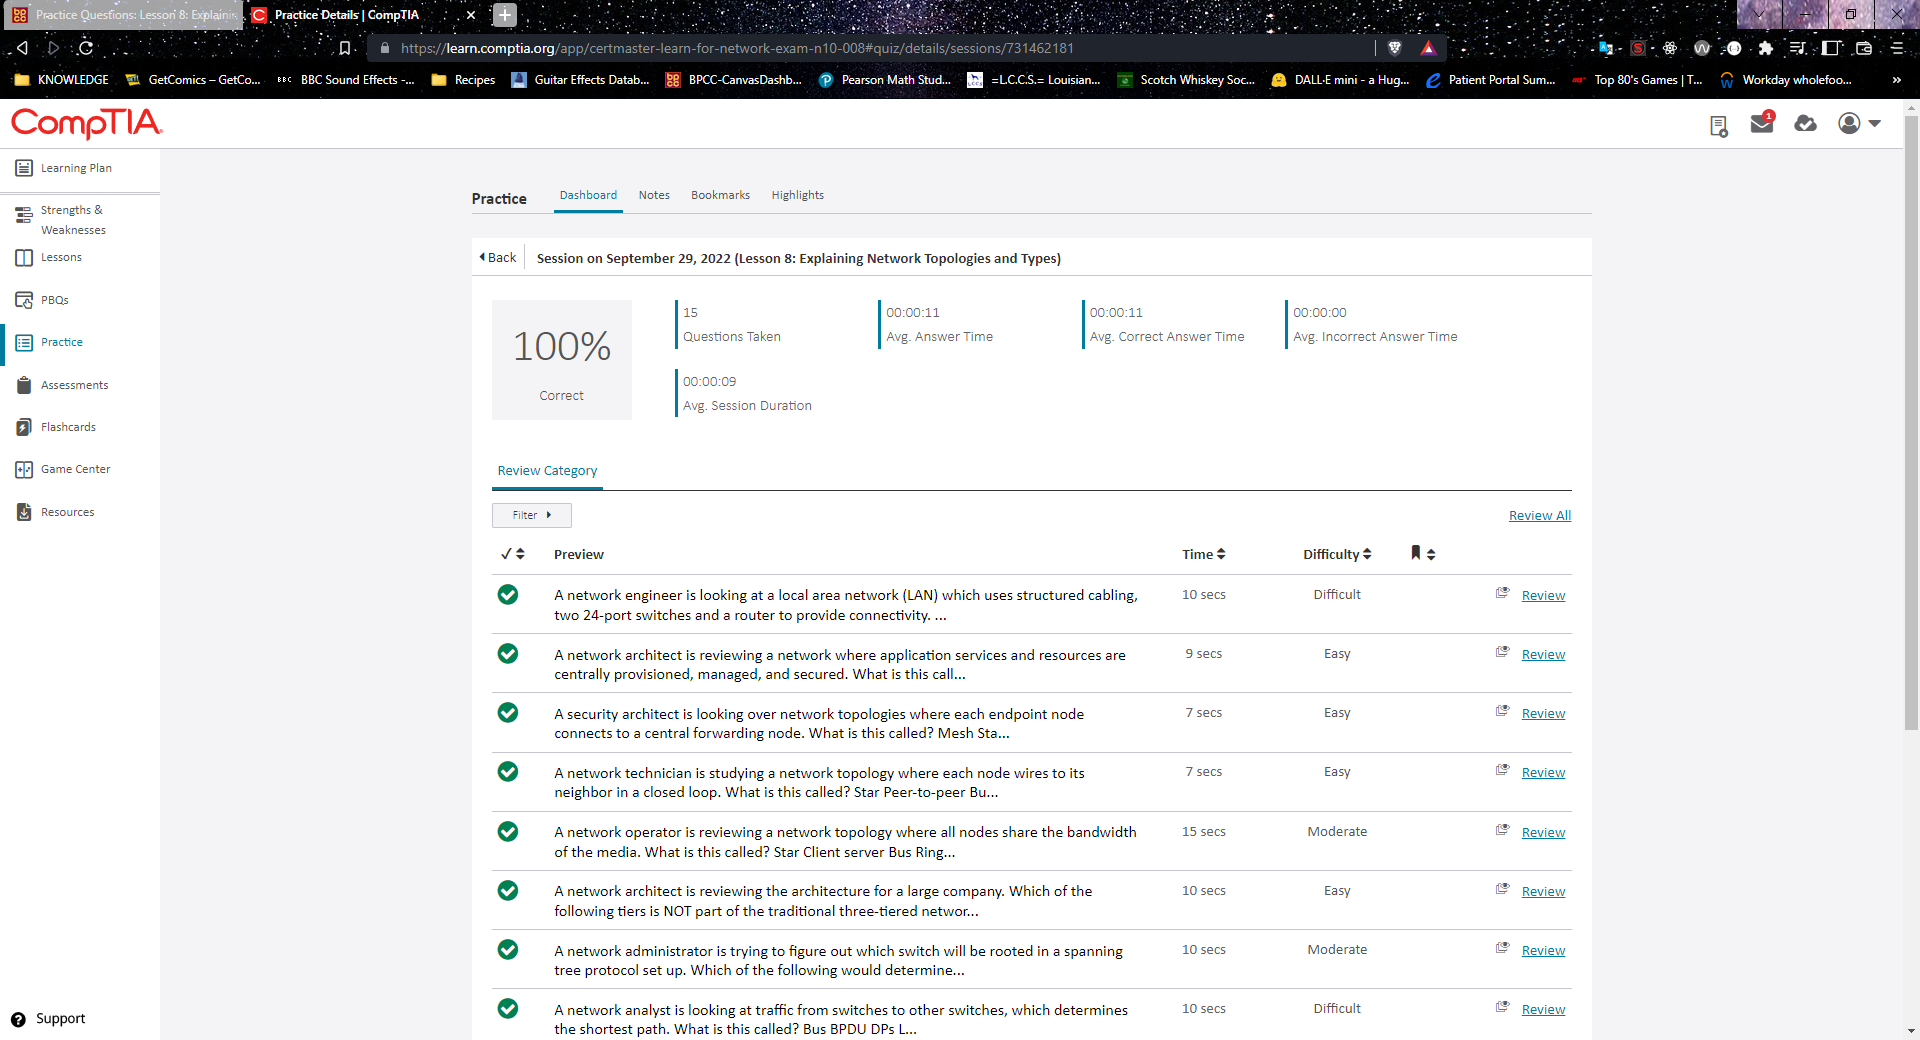 Practice Questions: Lesson 8: Explain
Practice Details | CompTIA
https://learn.comptia.org/app/certmaster-learn-for-network-exam-n10-008#quiz/details/sessions/731462181
KNOWLEDGE
GetComics – GetCo...
BBC Sound Effects -...
Recipes
Guitar Effects Datab...
BPCC-CanvasDashb...
Pearson Math Stud...
=L.C.C.S.= Louisian...
Scotch Whiskey Soc...
DALL·E mini - a Hug...
Patient Portal Sum...
Top 80's Games | T...
Workday wholefoo...
»
CompTIA.
1
Learning Plan
Strengths &
Weaknesses
Lessons
PBQs
Practice
Assessments
Flashcards
Game Center
Resources
Support
Practice
Dashboard
Notes
Bookmarks
Highlights
Back
Session on September 29, 2022 (Lesson 8: Explaining Network Topologies and Types)
100%
Correct
15
Questions Taken
00:00:11
Avg. Answer Time
00:00:11
Avg. Correct Answer Time
00:00:00
Avg. Incorrect Answer Time
00:00:09
Avg. Session Duration
Review Category
Filter
Review All
Preview
Time
Difficulty
A network engineer is looking at a local area network (LAN) which uses structured cabling,
two 24-port switches and a router to provide connectivity. ...
10 secs
Difficult
Review
A network architect is reviewing a network where application services and resources are
centrally provisioned, managed, and secured. What is this call...
9 secs
Easy
Review
A security architect is looking over network topologies where each endpoint node
connects to a central forwarding node. What is this called? Mesh Sta...
7 secs
Easy
Review
A network technician is studying a network topology where each node wires to its
neighbor in a closed loop. What is this called? Star Peer-to-peer Bu...
7 secs
Easy
Review
A network operator is reviewing a network topology where all nodes share the bandwidth
of the media. What is this called? Star Client server Bus Ring...
15 secs
Moderate
Review
A network architect is reviewing the architecture for a large company. Which of the
following tiers is NOT part of the traditional three-tiered networ...
10 secs
Easy
Review
A network administrator is trying to figure out which switch will be rooted in a spanning
tree protocol set up. Which of the following would determine...
10 secs
Moderate
Review
A network analyst is looking at traffic from switches to other switches, which determines
the shortest path. What is this called? Bus BPDU DPs L...
10 secs
Difficult
Review